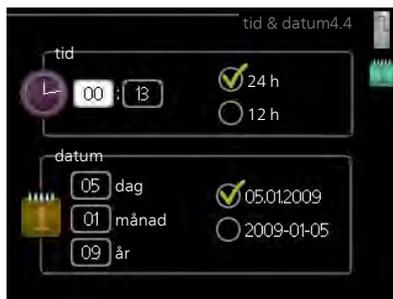 tid & datum4.4
tid
00 : 13
24 h
12 h
datum
05 dag
01 månad
09 år
05.01.2009
2009-01-05